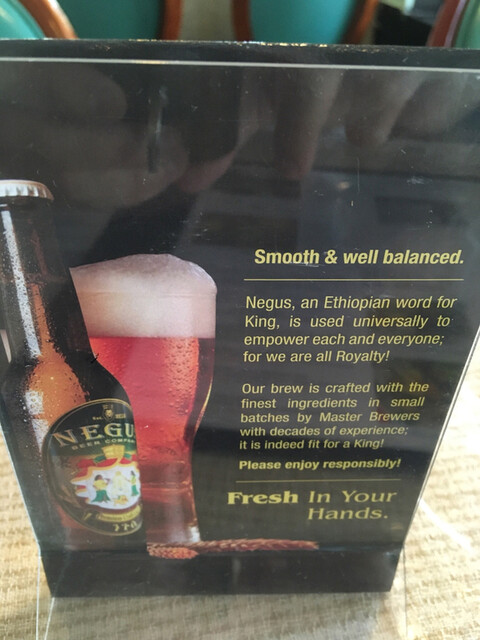 Smooth & well balanced.
Negus, an Ethiopian word for
King, is used universally to
empower each and everyone;
for we are all Royalty!
Our brew is crafted with the
finest ingredients in small
batches by Master Brewers
with decades of experience;
it is indeed fit for a King!
Please enjoy responsibly!
Fresh In Your
Hands.
NEGU
BEER COMPAN